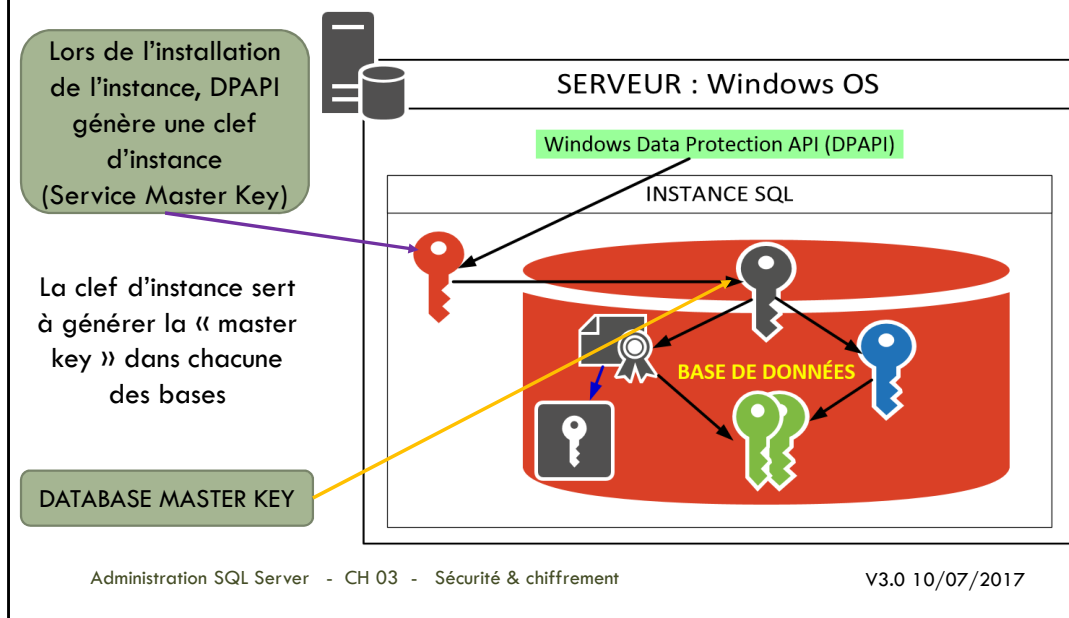 Lors de l’installation
de l’instance, DPAPI
génère une clef
d’instance
(Service Master Key)
La clef d’instance sert
à générer la « master
key » dans chacune
des bases
DATABASE MASTER KEY
SERVEUR : Windows OS
Windows Data Protection API (DPAPI)
INSTANCE SQL
BASE DE DONNÉES
Administration SQL Server - CH 03 - Sécurité & chiffrement
V3.0 10/07/2017